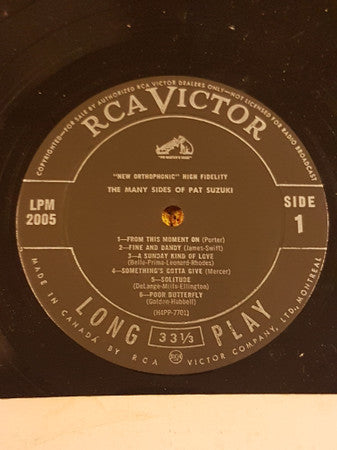 COPYRIGHTED—FOR SALE BY AUTHORIZED RCA VICTOR DEALERS ONLY—NOT LICENSED FOR RADIO BROADCAST
RCA VICTOR
"HIS MASTER'S VOICE"
"NEW ORTHOPHONIC" HIGH FIDELITY
THE MANY SIDES OF PAT SUZUKI
LPM
2005
SIDE
1
1—FROM THIS MOMENT ON (Porter)
2—FINE AND DANDY (James-Swift)
3—A SUNDAY KIND OF LOVE
(Belle-Prima-Leonard-Rhodes)
4—SOMETHING'S GOTTA GIVE (Mercer)
5—SOLITUDE
(DeLange-Mills-Ellington)
6—POOR BUTTERFLY
(Golden-Hubbell)
(H4PP-7701)
LONG 33⅓ PLAY
MADE IN CANADA BY RCA RCA VICTOR COMPANY, LTD., MONTREAL